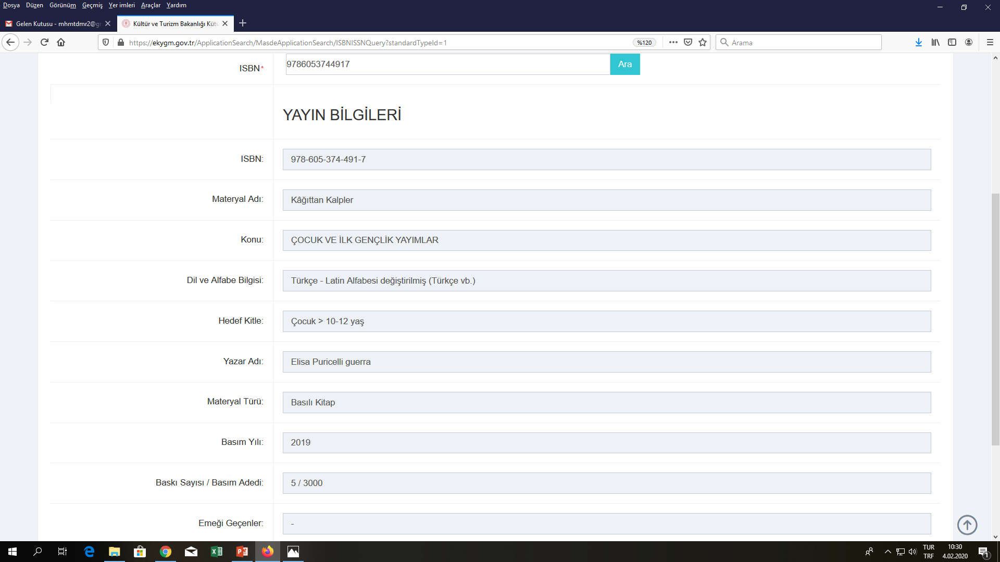 Dosya Düzen Görünüm Geçmiş Yer imleri Araçlar Yardım
Gelen Kutusu - mhmtdmr2@g
Kültür ve Turizm Bakanlığı Kütü
https://ekygm.gov.tr/ApplicationSearch/MasdeApplicationSearch/ISBNISSNQuery?standardTypeId=1
%120
Arama
ISBN*
9786053744917
Ara
YAYIN BİLGİLERİ
ISBN:
978-605-374-491-7
Materyal Adı:
Kâğıttan Kalpler
Konu:
ÇOCUK VE İLK GENÇLİK YAYIMLAR
Dil ve Alfabe Bilgisi:
Türkçe - Latin Alfabesi değiştirilmiş (Türkçe vb.)
Hedef Kitle:
Çocuk > 10-12 yaş
Yazar Adı:
Elisa Puricelli guerra
Materyal Türü:
Basılı Kitap
Basım Yılı:
2019
Baskı Sayısı / Basım Adedi:
5 / 3000
Emeği Geçenler:
-
TUR
TRF
10:30
4.02.2020
1